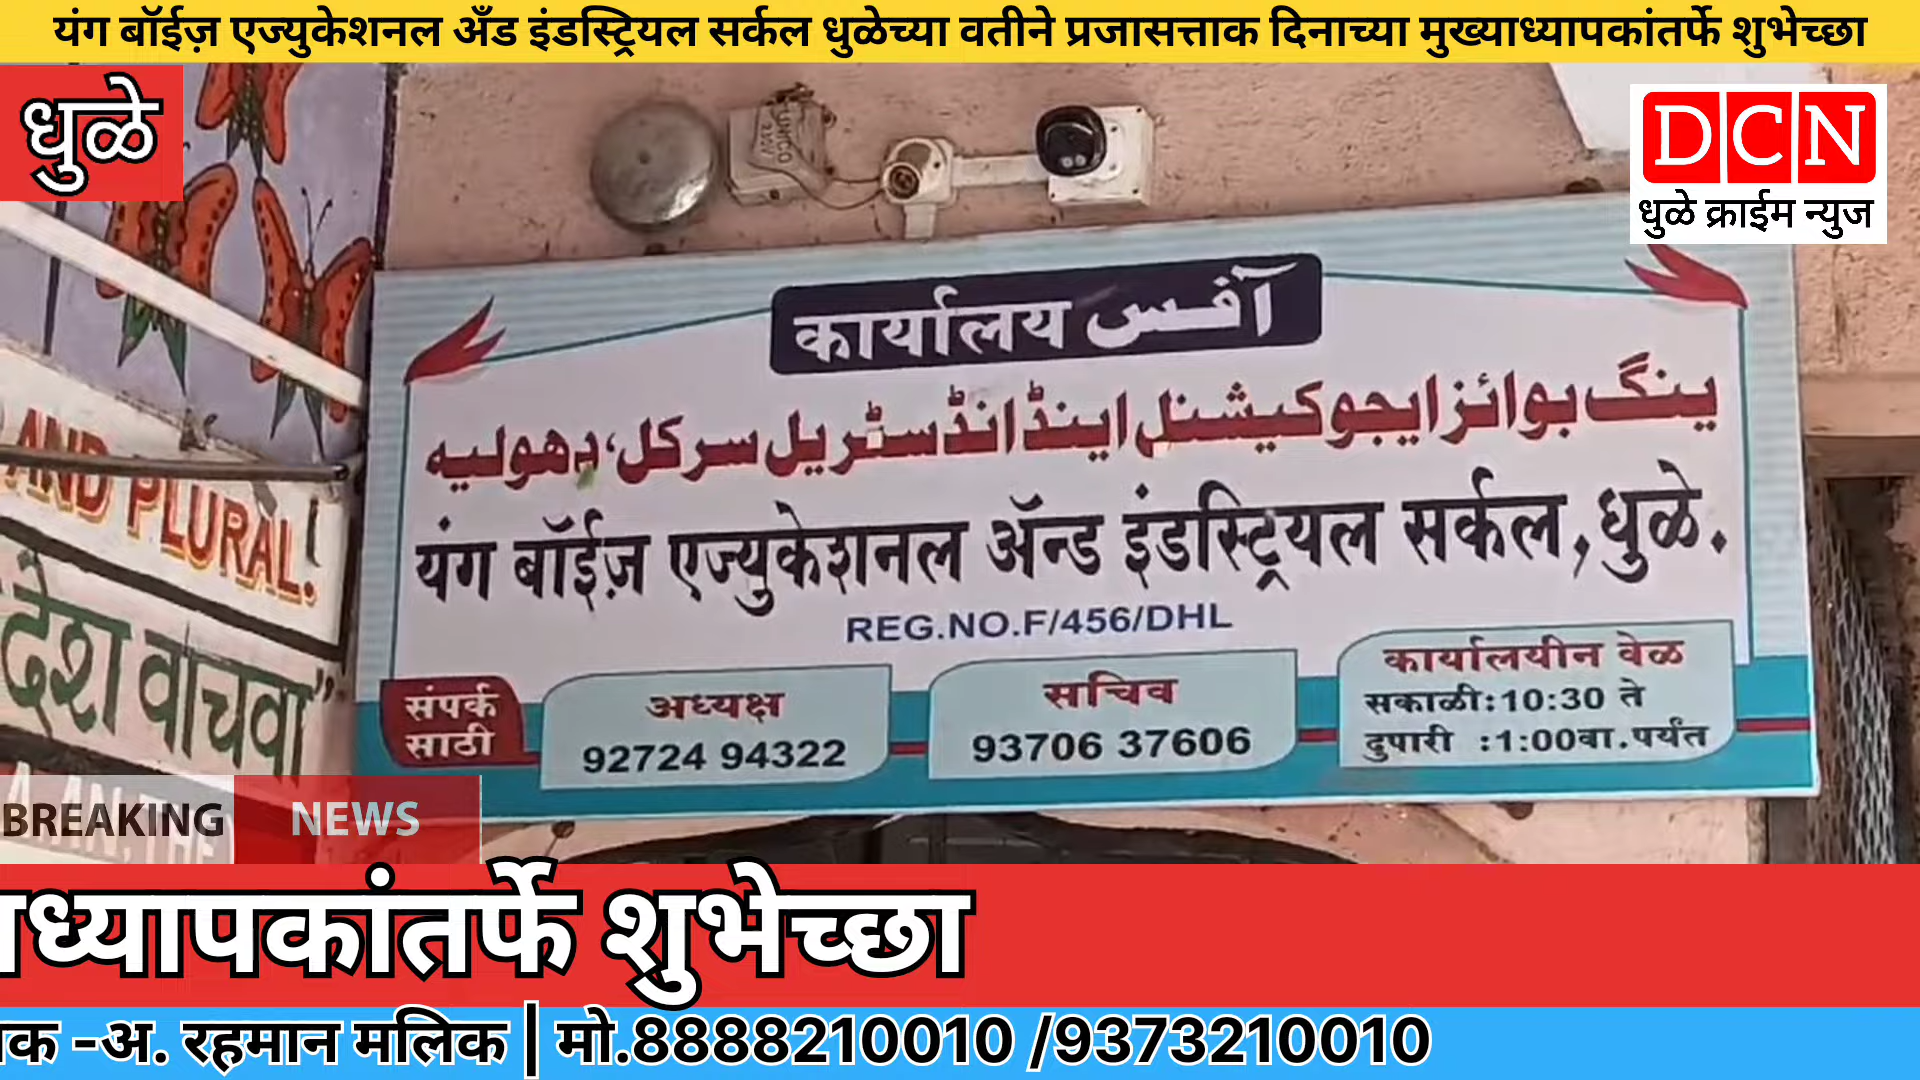 यंग बॉईज़ एज्युकेशनल अँड इंडस्ट्रियल सर्कल धुळेच्या वतीने प्रजासत्ताक दिनाच्या मुख्याध्यापकांतर्फे शुभेच्छा
धुळे
DCN
धुळे क्राईम न्युज
UNICO
कार्यालय آفس
ینگ بوائز ایجوکیشنل اینڈ انڈسٹریل سرکل، دھولیہ
यंग बॉईज़ एज्युकेशनल ॲन्ड इंडस्ट्रियल सर्कल, धुळे.
REG.NO.F/456/DHL
संपर्क साठी
अध्यक्ष
92724 94322
सचिव
93706 37606
कार्यालयीन वेळ
सकाळी:10:30 ते
दुपारी :1:00वा.पर्यंत
AND PLURAL!
देश वाचवा"
BREAKING NEWS
ध्यापकांतर्फे शुभेच्छा
क -अ. रहमान मलिक | मो.8888210010 /9373210010